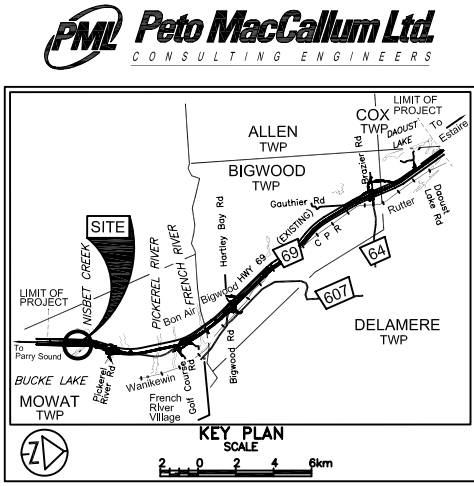 PML Peto MacCallum Ltd.
CONSULTING ENGINEERS
LIMIT OF
PROJECT
COX
TWP
ALLEN
TWP
DAOUST
LAKE
To
Estaire
BIGWOOD
TWP
Brazier Rd
Gauthier Rd
Hartley Bay Rd
(EXISTING)
HWY 69
69
C P R
Rutter
Daoust
Lake Rd
64
607
SITE
NISBET CREEK
PICKEREL RIVER
FRENCH RIVER
Bon Air
Bigwood
DELAMERE
TWP
LIMIT OF
PROJECT
To
Parry Sound
BUCKE LAKE
MOWAT
TWP
Pickerel
River Rd
Wanikewin
French
River
Village
Golf Course
Rd
Bigwood Rd
KEY PLAN
SCALE
2 0 2 4 6km
Z